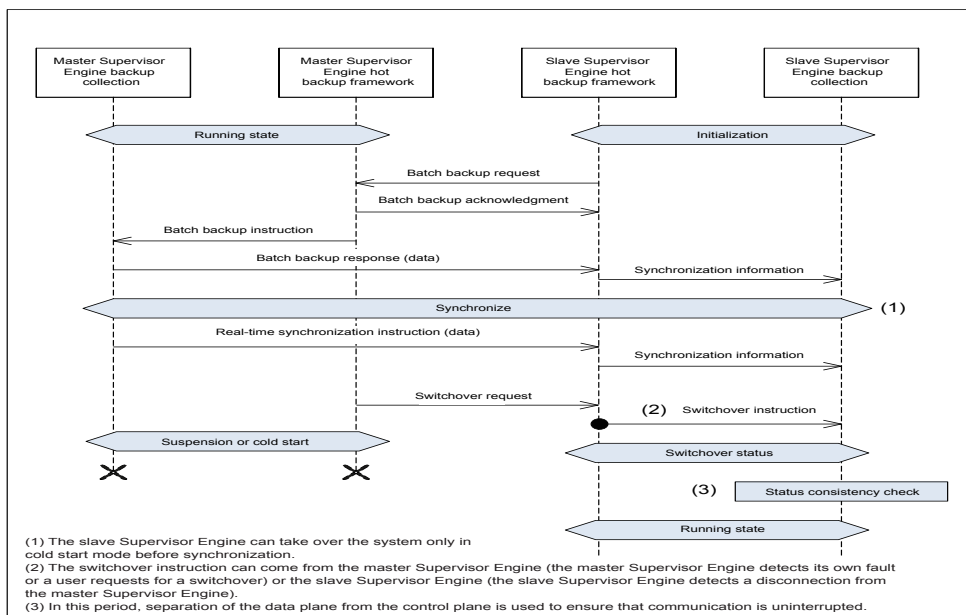 Master Supervisor
Engine backup
collection
Master Supervisor
Engine hot
backup framework
Slave Supervisor
Engine hot
backup framework
Slave Supervisor
Engine backup
collection
Running state
Initialization
Batch backup request
Batch backup acknowledgment
Batch backup instruction
Batch backup response (data)
Synchronization information
Synchronize
(1)
Real-time synchronization instruction (data)
Synchronization information
Switchover request
(2)
Switchover instruction
Suspension or cold start
Switchover status
(3)
Status consistency check
Running state
(1) The slave Supervisor Engine can take over the system only in
cold start mode before synchronization.
(2) The switchover instruction can come from the master Supervisor Engine (the master Supervisor Engine detects its own fault
or a user requests for a switchover) or the slave Supervisor Engine (the slave Supervisor Engine detects a disconnection from
the master Supervisor Engine).
(3) In this period, separation of the data plane from the control plane is used to ensure that communication is uninterrupted.